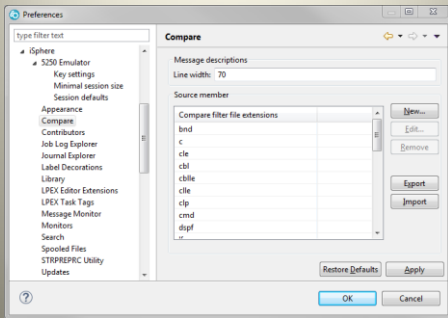 Preferences
type filter text
iSphere
5250 Emulator
Key settings
Minimal session size
Session defaults
Appearance
Compare
Contributors
Job Log Explorer
Journal Explorer
Label Decorations
Library
LPEX Editor Extensions
LPEX Task Tags
Message Monitor
Monitors
Search
Spooled Files
STRPREPRC Utility
Updates
Compare
Message descriptions
Line width: 70
Source member
Compare filter file extensions
bnd
c
cle
cbl
cblle
clle
clp
cmd
dspf
New...
Edit...
Remove
Export
Import
Restore Defaults
Apply
OK
Cancel